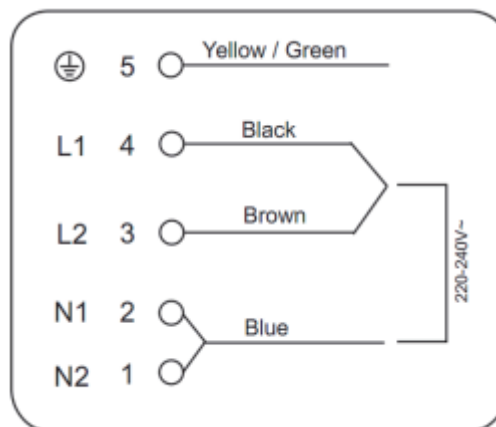 5 Yellow / Green
L1 4 Black
L2 3 Brown
N1 2
Blue
N2 1
220-240V~